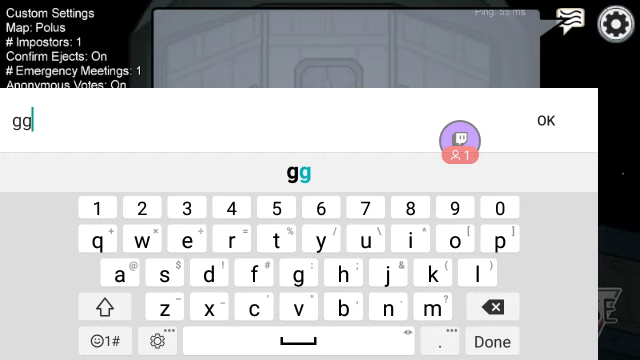 Custom Settings
Map: Polus
# Impostors: 1
Confirm Ejects: On
# Emergency Meetings: 1
Anonymous Votes: On
Ping: 55 ms
gg
OK
1
gg
1 2 3 4 5 6 7 8 9 0
q + w × e ÷ r = t % y / u \ i * o [ p ]
a @ s $ d ! f # g : h ; j & k ( l )
z – x - c ' v " b , n . m ?
1# ... . ... Done